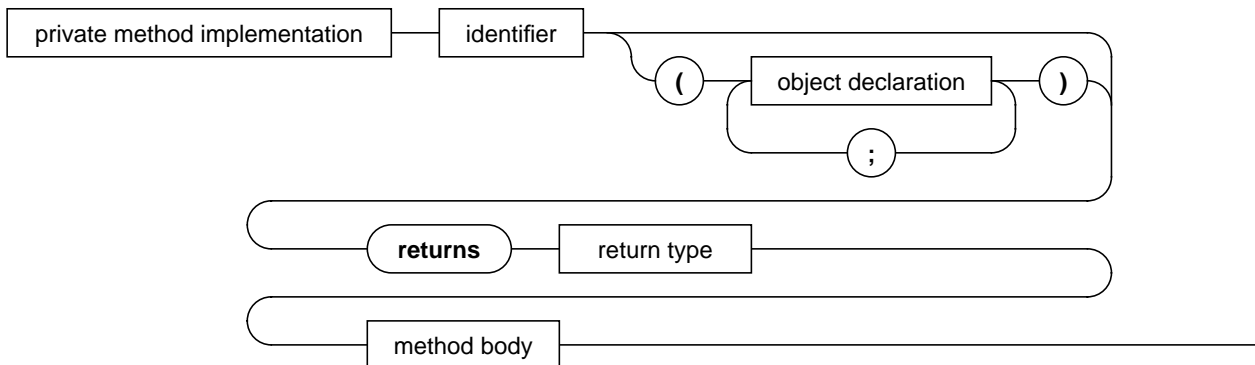 private method implementation identifier
( object declaration )
;
returns return type
method body